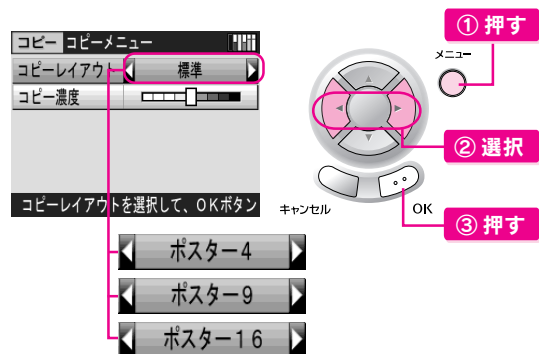 コピー コピーメニュー
コピーレイアウト 標準
コピー濃度
コピーレイアウトを選択して、OKボタン
ポスター4
ポスター9
ポスター16
① 押す
メニュー
② 選択
キャンセル
OK
③ 押す